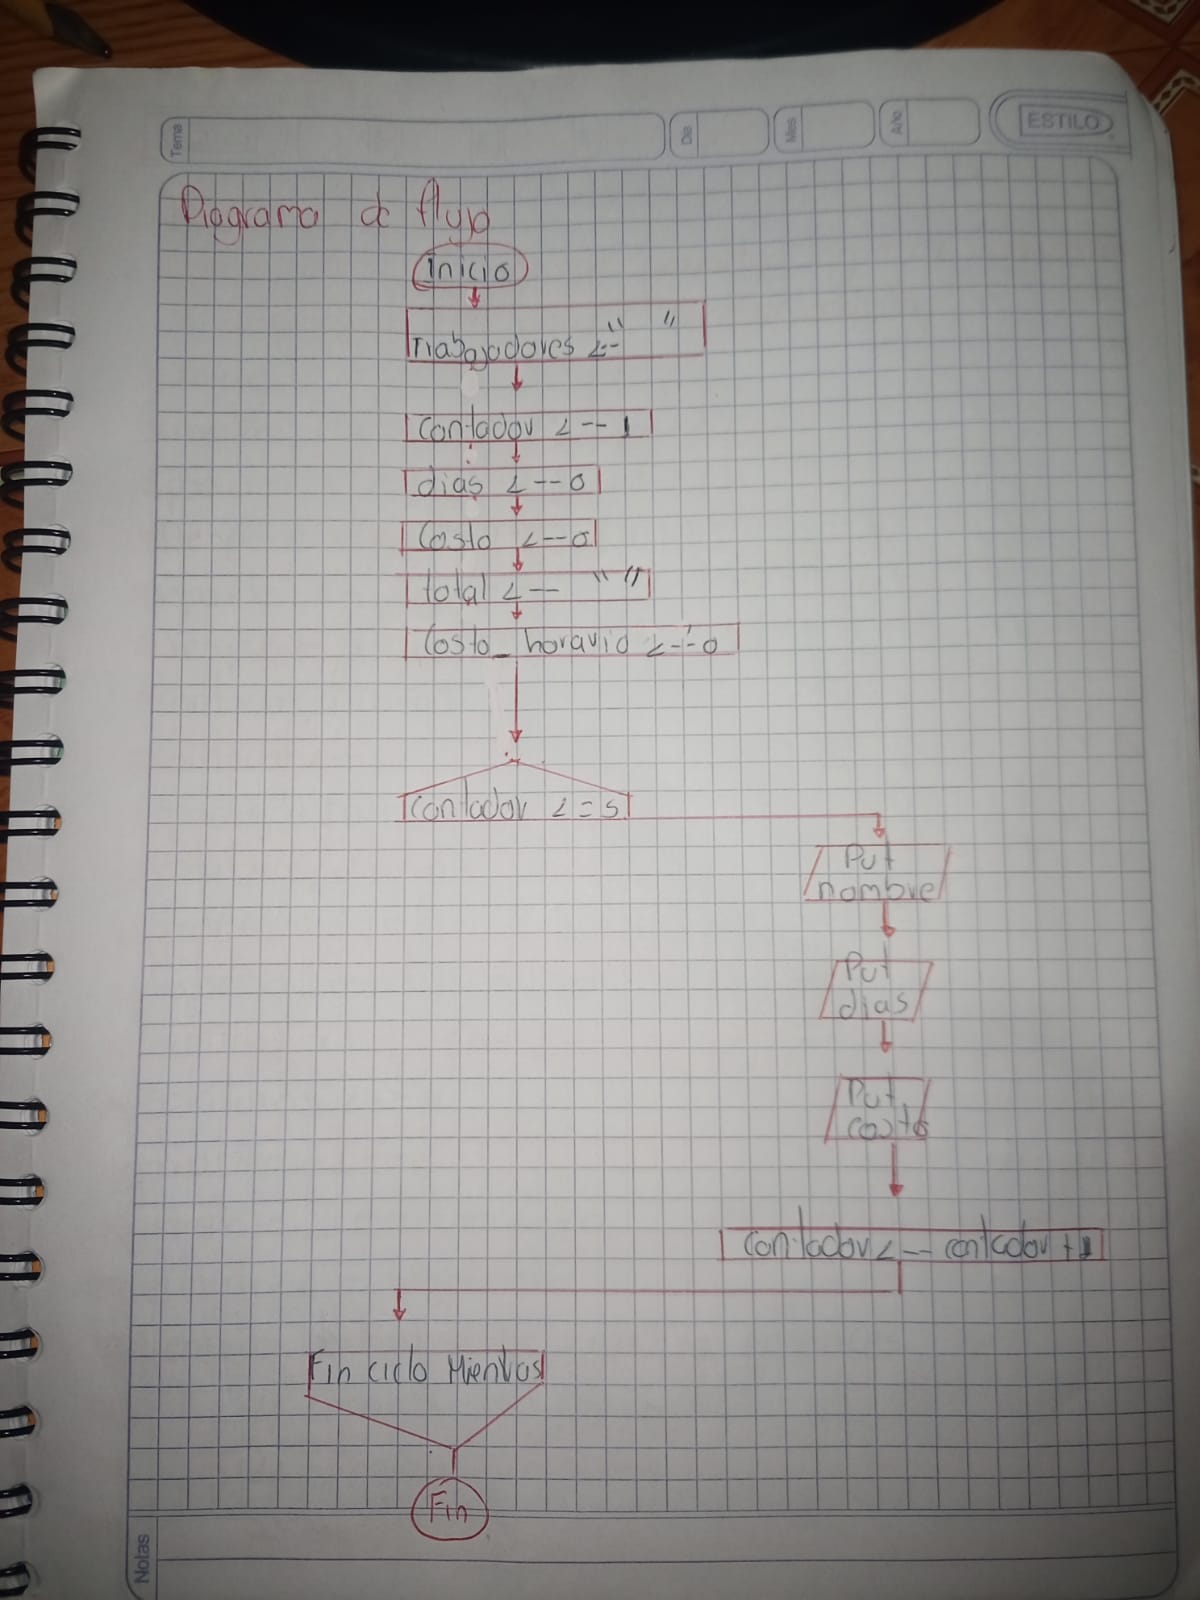 Tema
Dia
Mes
Año
ESTILO
Diagrama de flujo
Inicio
Trabajadores <-- " "
Contador <-- 1
dias <-- 0
Costo <-- 0
total <-- " "
Costo_horario <-- 0
Contador <= 5
Put
nombre
Put
dias
Put
costo
Contador <-- contador + 1
Fin ciclo Mientras
Fin
Notas